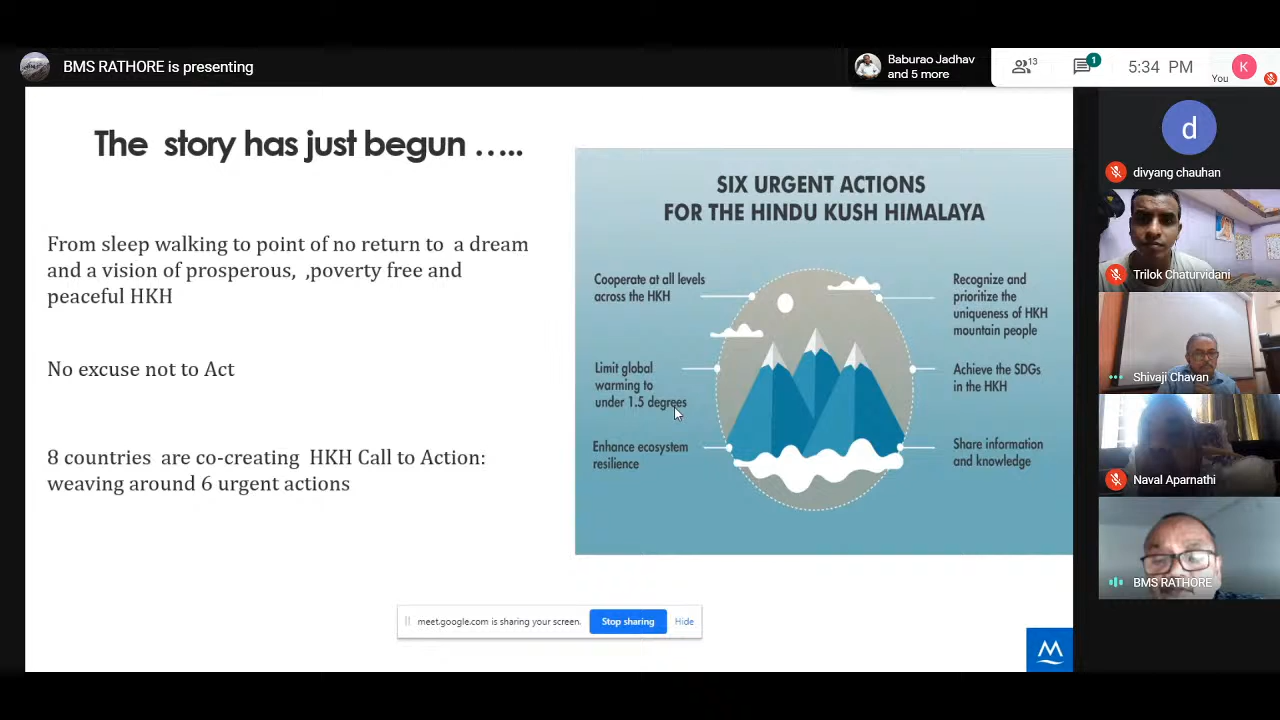 BMS RATHORE is presenting
Baburao Jadhav
and 5 more
13
1
5:34 PM
You
K
The story has just begun …..
From sleep walking to point of no return to a dream
and a vision of prosperous, ,poverty free and
peaceful HKH
No excuse not to Act
8 countries are co-creating HKH Call to Action:
weaving around 6 urgent actions
SIX URGENT ACTIONS
FOR THE HINDU KUSH HIMALAYA
Cooperate at all levels
across the HKH
Limit global
warming to
under 1.5 degrees
Enhance ecosystem
resilience
Recognize and
prioritize the
uniqueness of HKH
mountain people
Achieve the SDGs
in the HKH
Share information
and knowledge
meet.google.com is sharing your screen.
Stop sharing
Hide
d
divyang chauhan
Trilok Chaturvidani
Shivaji Chavan
Naval Aparnathi
BMS RATHORE